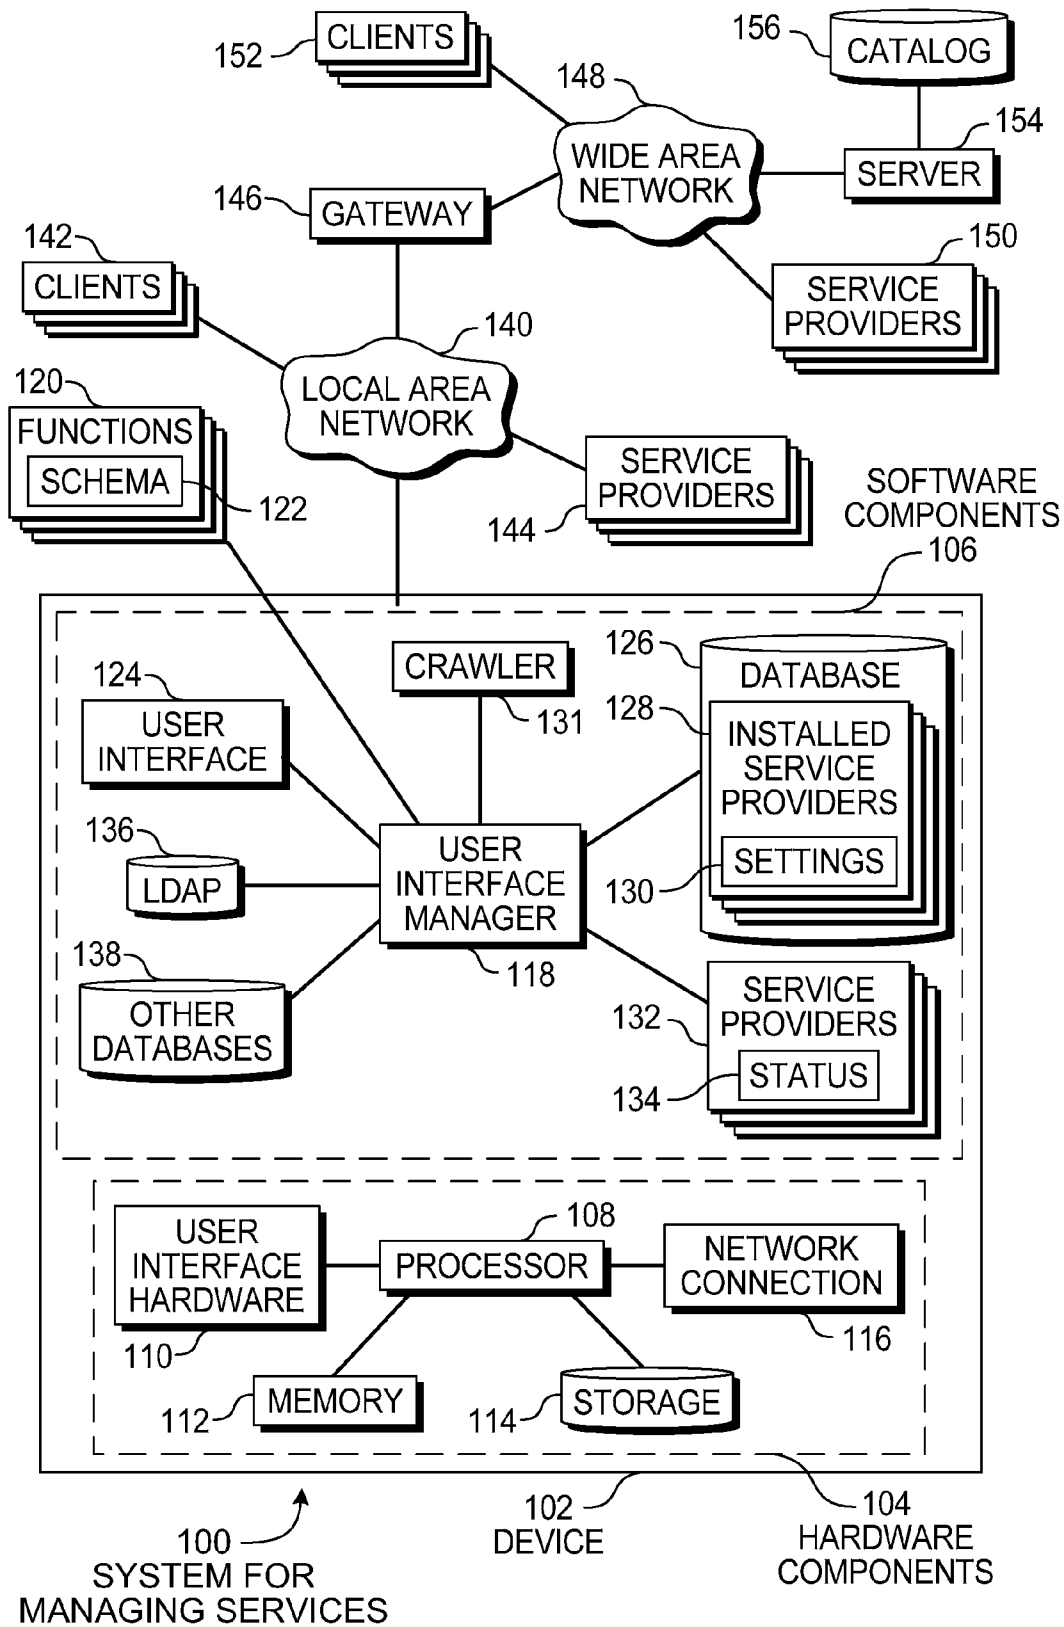 152
CLIENTS
156
CATALOG
148
154
WIDE AREA
NETWORK
SERVER
146
GATEWAY
150
SERVICE
PROVIDERS
142
CLIENTS
140
LOCAL AREA
NETWORK
120
FUNCTIONS
SCHEMA
122
SERVICE
PROVIDERS
144
SOFTWARE
COMPONENTS
106
CRAWLER
131
124
USER
INTERFACE
126
DATABASE
128
INSTALLED
SERVICE
PROVIDERS
130
SETTINGS
136
LDAP
USER
INTERFACE
MANAGER
118
138
OTHER
DATABASES
132
SERVICE
PROVIDERS
134
STATUS
USER
INTERFACE
HARDWARE
110
108
PROCESSOR
NETWORK
CONNECTION
116
112
MEMORY
114
STORAGE
100
SYSTEM FOR
MANAGING SERVICES
102
DEVICE
104
HARDWARE
COMPONENTS